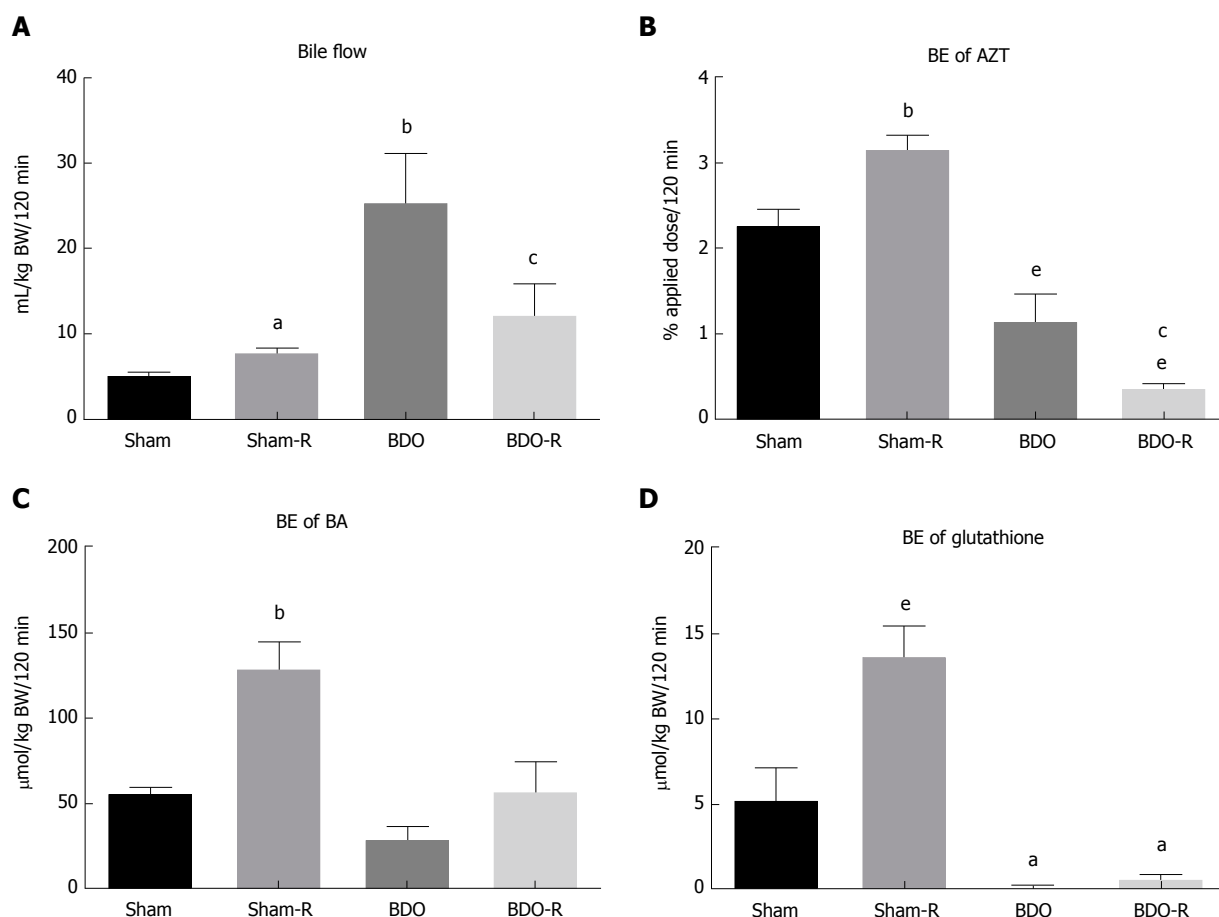 A
Bile flow
mL/kg BW/120 min
40
30
20
10
0
a
b
c
Sham
Sham-R
BDO
BDO-R
B
BE of AZT
% applied dose/120 min
4
3
2
1
0
b
e
c
e
Sham
Sham-R
BDO
BDO-R
C
BE of BA
μmol/kg BW/120 min
200
150
100
50
0
b
Sham
Sham-R
BDO
BDO-R
D
BE of glutathione
μmol/kg BW/120 min
20
15
10
5
0
e
a
a
Sham
Sham-R
BDO
BDO-R